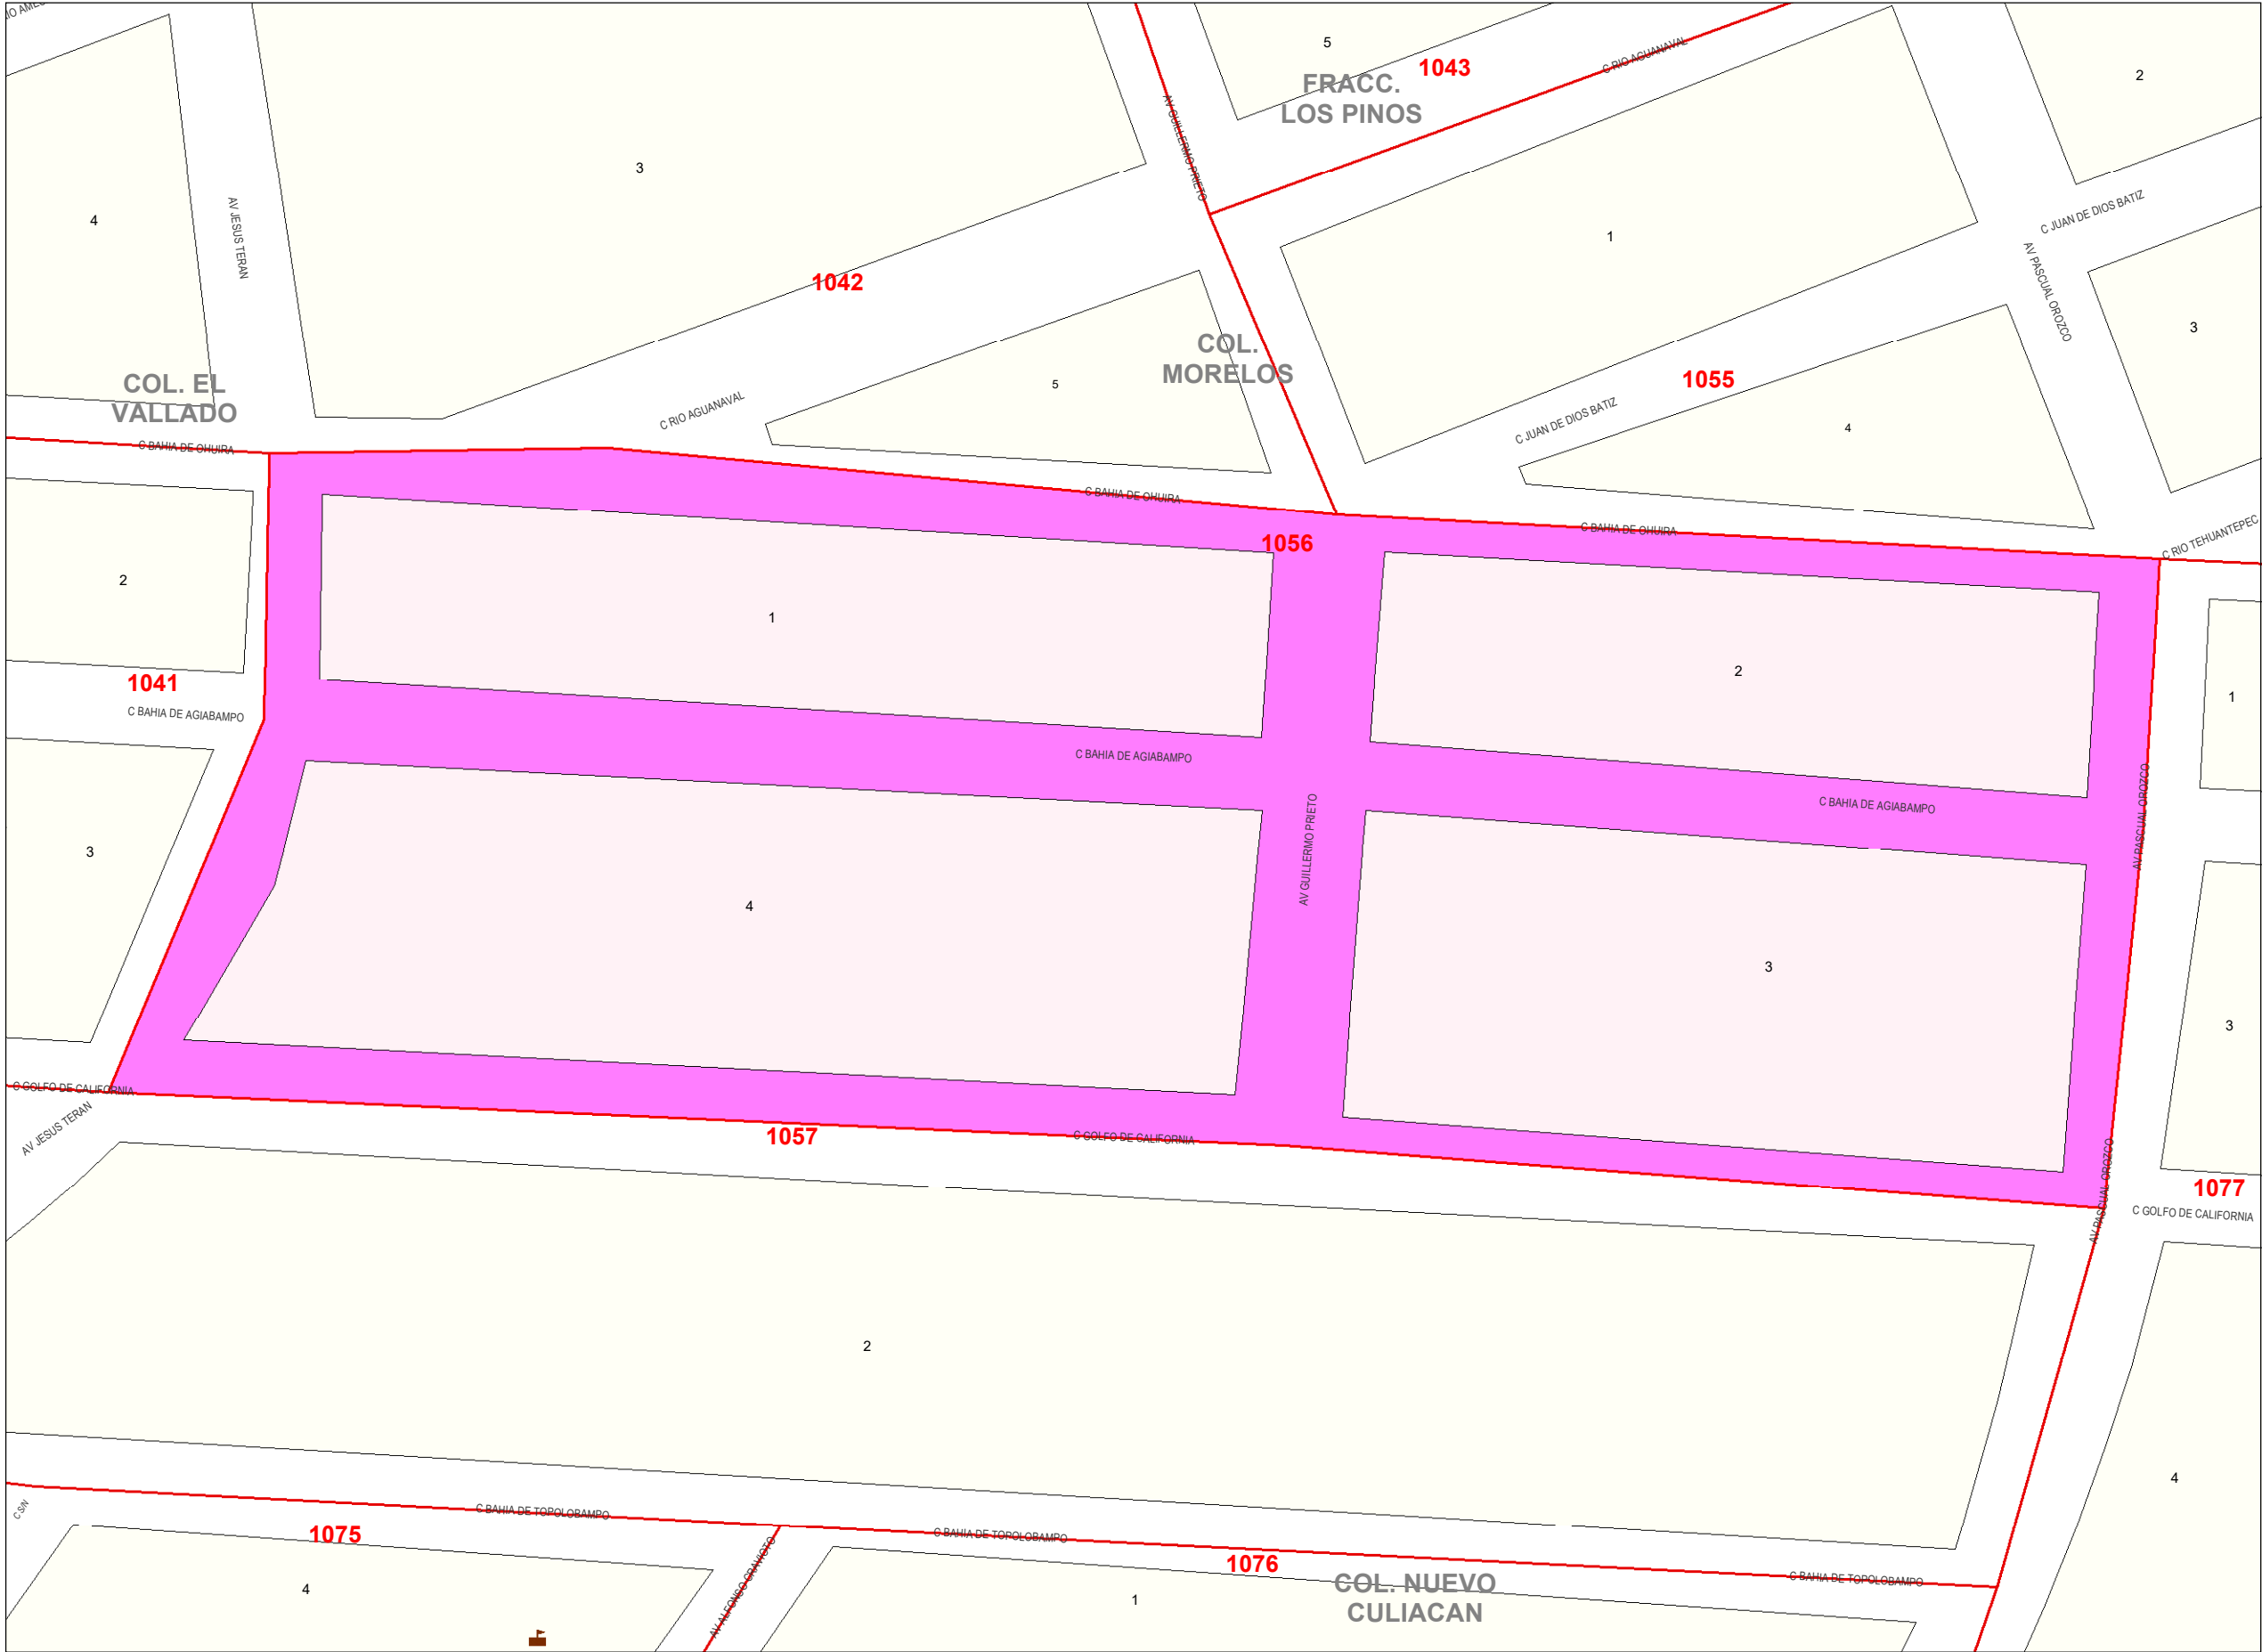 5
2
1043
C RIO AGUANAVAL
FRACC.
LOS PINOS
AV GUILLERMO PRIETO
3
4
AV JESUS TERAN
C JUAN DE DIOS BATIZ
1
AV PASCUAL OROZCO
1042
3
COL.
MORELOS
COL. EL
VALLADO
5
1055
C RIO AGUANAVAL
C JUAN DE DIOS BATIZ
4
C BAHIA DE OHUIRA
C BAHIA DE OHUIRA
C BAHIA DE OHUIRA
C RIO TEHUANTEPEC
1056
2
1
2
1
1041
C BAHIA DE AGIABAMPO
C BAHIA DE AGIABAMPO
C BAHIA DE AGIABAMPO
AV GUILLERMO PRIETO
AV PASCUAL OROZCO
3
4
3
3
C GOLFO DE CALIFORNIA
AV JESUS TERAN
1057
C GOLFO DE CALIFORNIA
AV PASCUAL OROZCO
1077
C GOLFO DE CALIFORNIA
2
4
C S/N
C BAHIA DE TOPOLOBAMPO
1075
C BAHIA DE TOPOLOBAMPO
1076
C BAHIA DE TOPOLOBAMPO
4
AV ALFONSO CRAVIOTO
1
COL. NUEVO
CULIACAN